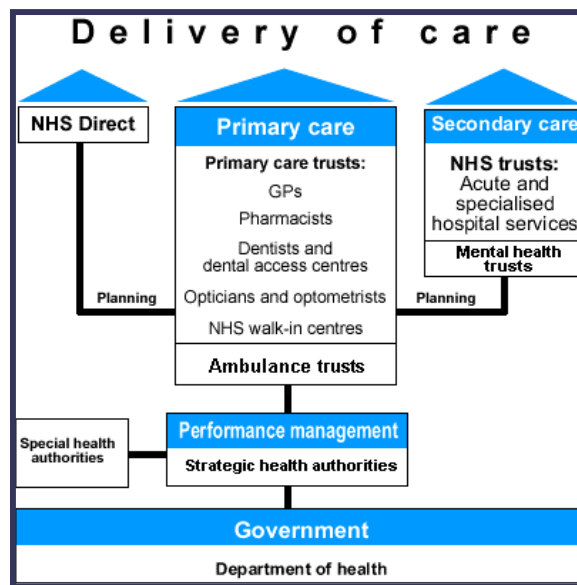 Delivery of care
NHS Direct
Primary care
Primary care trusts:
GPs
Pharmacists
Dentists and
dental access centres
Opticians and optometrists
NHS walk-in centres
Ambulance trusts
Secondary care
NHS trusts:
Acute and
specialised
hospital services
Mental health
trusts
Planning
Planning
Performance management
Strategic health authorities
Special health
authorities
Government
Department of health